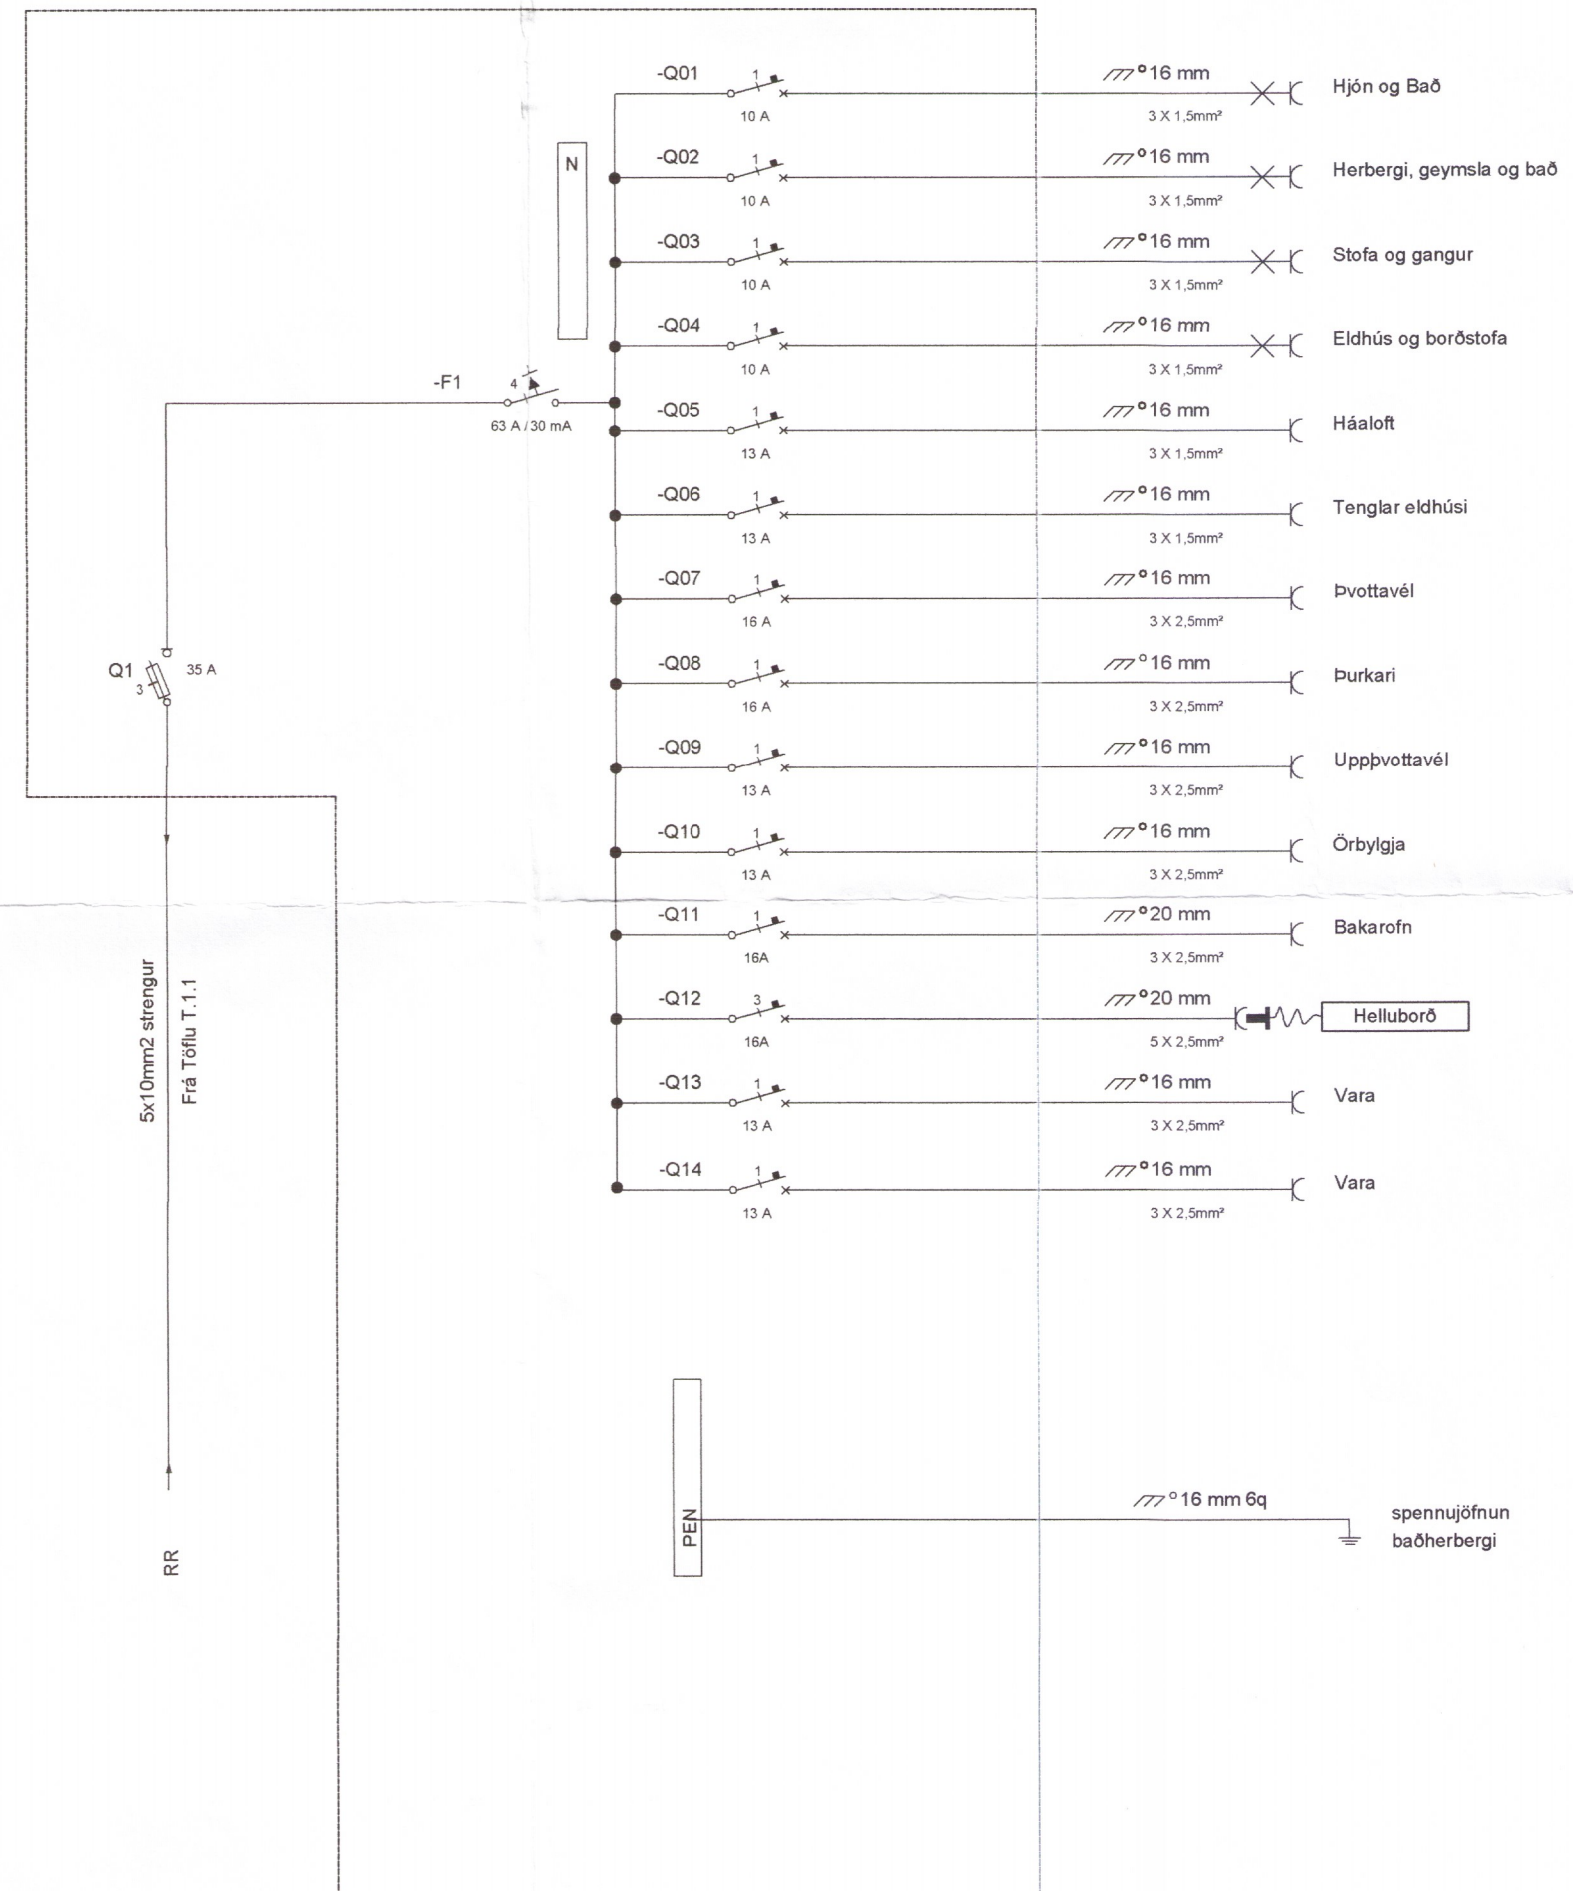 -Q01 1 16 mm Hjón og Bað
10 A 3 X 1,5mm²
N
-Q02 1 16 mm Herbergi, geymsla og bað
10 A 3 X 1,5mm²
-Q03 1 16 mm Stofa og gangur
10 A 3 X 1,5mm²
-Q04 1 16 mm Eldhús og borðstofa
10 A 3 X 1,5mm²
-F1 4
63 A / 30 mA
-Q05 1 16 mm Háaloft
13 A 3 X 1,5mm²
-Q06 1 16 mm Tenglar eldhúsi
13 A 3 X 1,5mm²
-Q07 1 16 mm Þvottavél
16 A 3 X 2,5mm²
Q1 3 35 A
-Q08 1 16 mm Þurkari
16 A 3 X 2,5mm²
-Q09 1 16 mm Uppþvottavél
13 A 3 X 2,5mm²
-Q10 1 16 mm Örbylgja
13 A 3 X 2,5mm²
-Q11 1 20 mm Bakarofn
16A 3 X 2,5mm²
-Q12 3 20 mm Helluborð
16A 5 X 2,5mm²
-Q13 1 16 mm Vara
13 A 3 X 2,5mm²
-Q14 1 16 mm Vara
13 A 3 X 2,5mm²
5x10mm2 strengur
Frá Töflu T.1.1
RR
PEN
16 mm 6q
spennujöfnun
baðherbergi